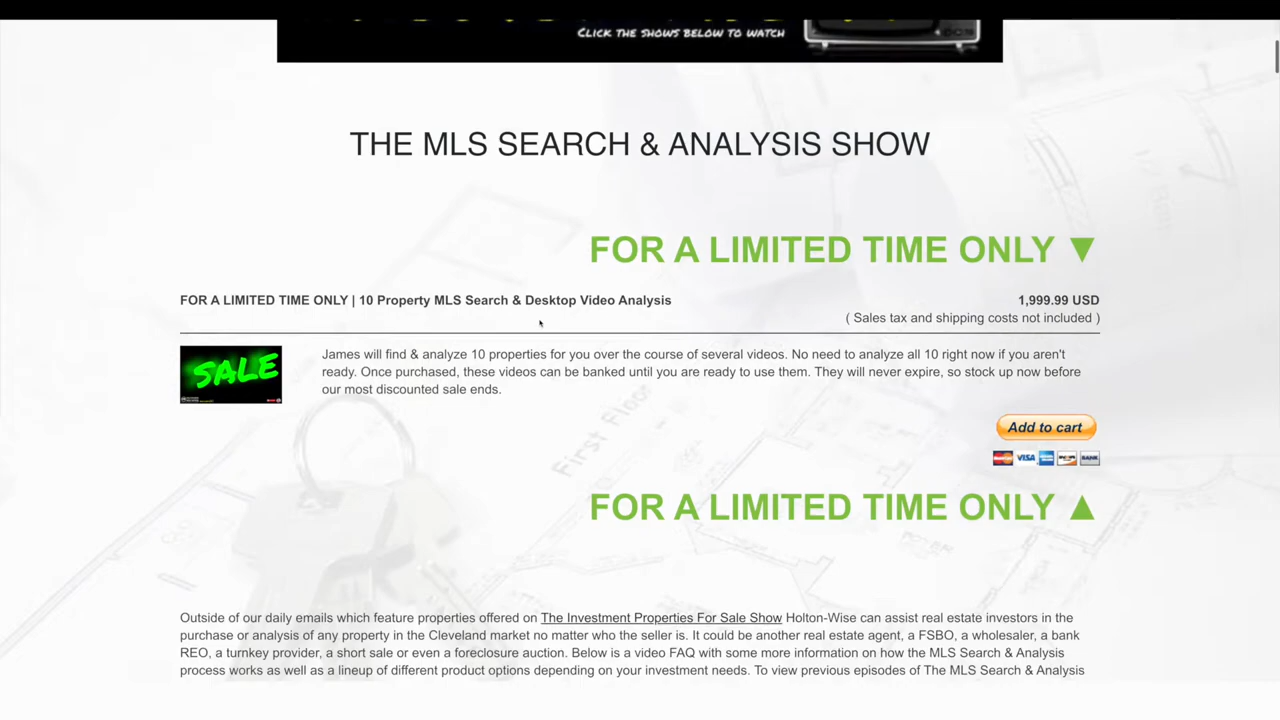 CLICK THE SHOWS BELOW TO WATCH
THE MLS SEARCH & ANALYSIS SHOW
FOR A LIMITED TIME ONLY ▼
FOR A LIMITED TIME ONLY | 10 Property MLS Search & Desktop Video Analysis
1,999.99 USD
( Sales tax and shipping costs not included )
SALE
James will find & analyze 10 properties for you over the course of several videos. No need to analyze all 10 right now if you aren't
ready. Once purchased, these videos can be banked until you are ready to use them. They will never expire, so stock up now before
our most discounted sale ends.
Add to cart
VISA
BANK
First Place
FOR A LIMITED TIME ONLY ▲
Outside of our daily emails which feature properties offered on The Investment Properties For Sale Show Holton-Wise can assist real estate investors in the
purchase or analysis of any property in the Cleveland market no matter who the seller is. It could be another real estate agent, a FSBO, a wholesaler, a bank
REO, a turnkey provider, a short sale or even a foreclosure auction. Below is a video FAQ with some more information on how the MLS Search & Analysis
process works as well as a lineup of different product options depending on your investment needs. To view previous episodes of The MLS Search & Analysis